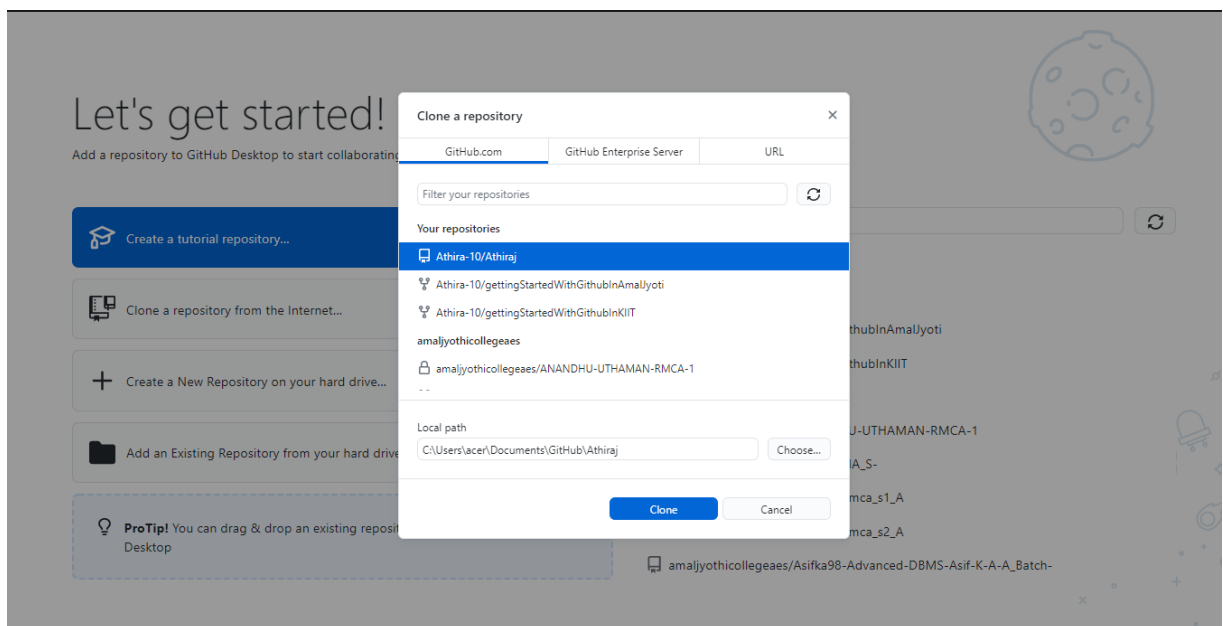 Let's get started!
Add a repository to GitHub Desktop to start collaborating
Create a tutorial repository...
Clone a repository from the Internet...
Create a New Repository on your hard drive...
Add an Existing Repository from your hard drive
ProTip! You can drag & drop an existing
Desktop
Clone a repository
GitHub.com
GitHub Enterprise Server
URL
Filter your repositories
Your repositories
Athira-10/Athiraj
Athira-10/gettingStartedWithGithubInAmalJyoti
Athira-10/gettingStartedWithGithubInKIIT
amaljyothicollegeaes
amaljyothicollegeaes/ANANDHU-UTHAMAN-RMCA-1
Local path
C:\Users\acer\Documents\GitHub\Athiraj
Choose...
Clone
Cancel
thubInAmalJyoti
thubInKIIT
U-UTHAMAN-RMCA-1
IA_S-
mca_s1_A
mca_s2_A
amaljyothicollegeaes/Asifka98-Advanced-DBMS-Asif-K-A-A_Batch-